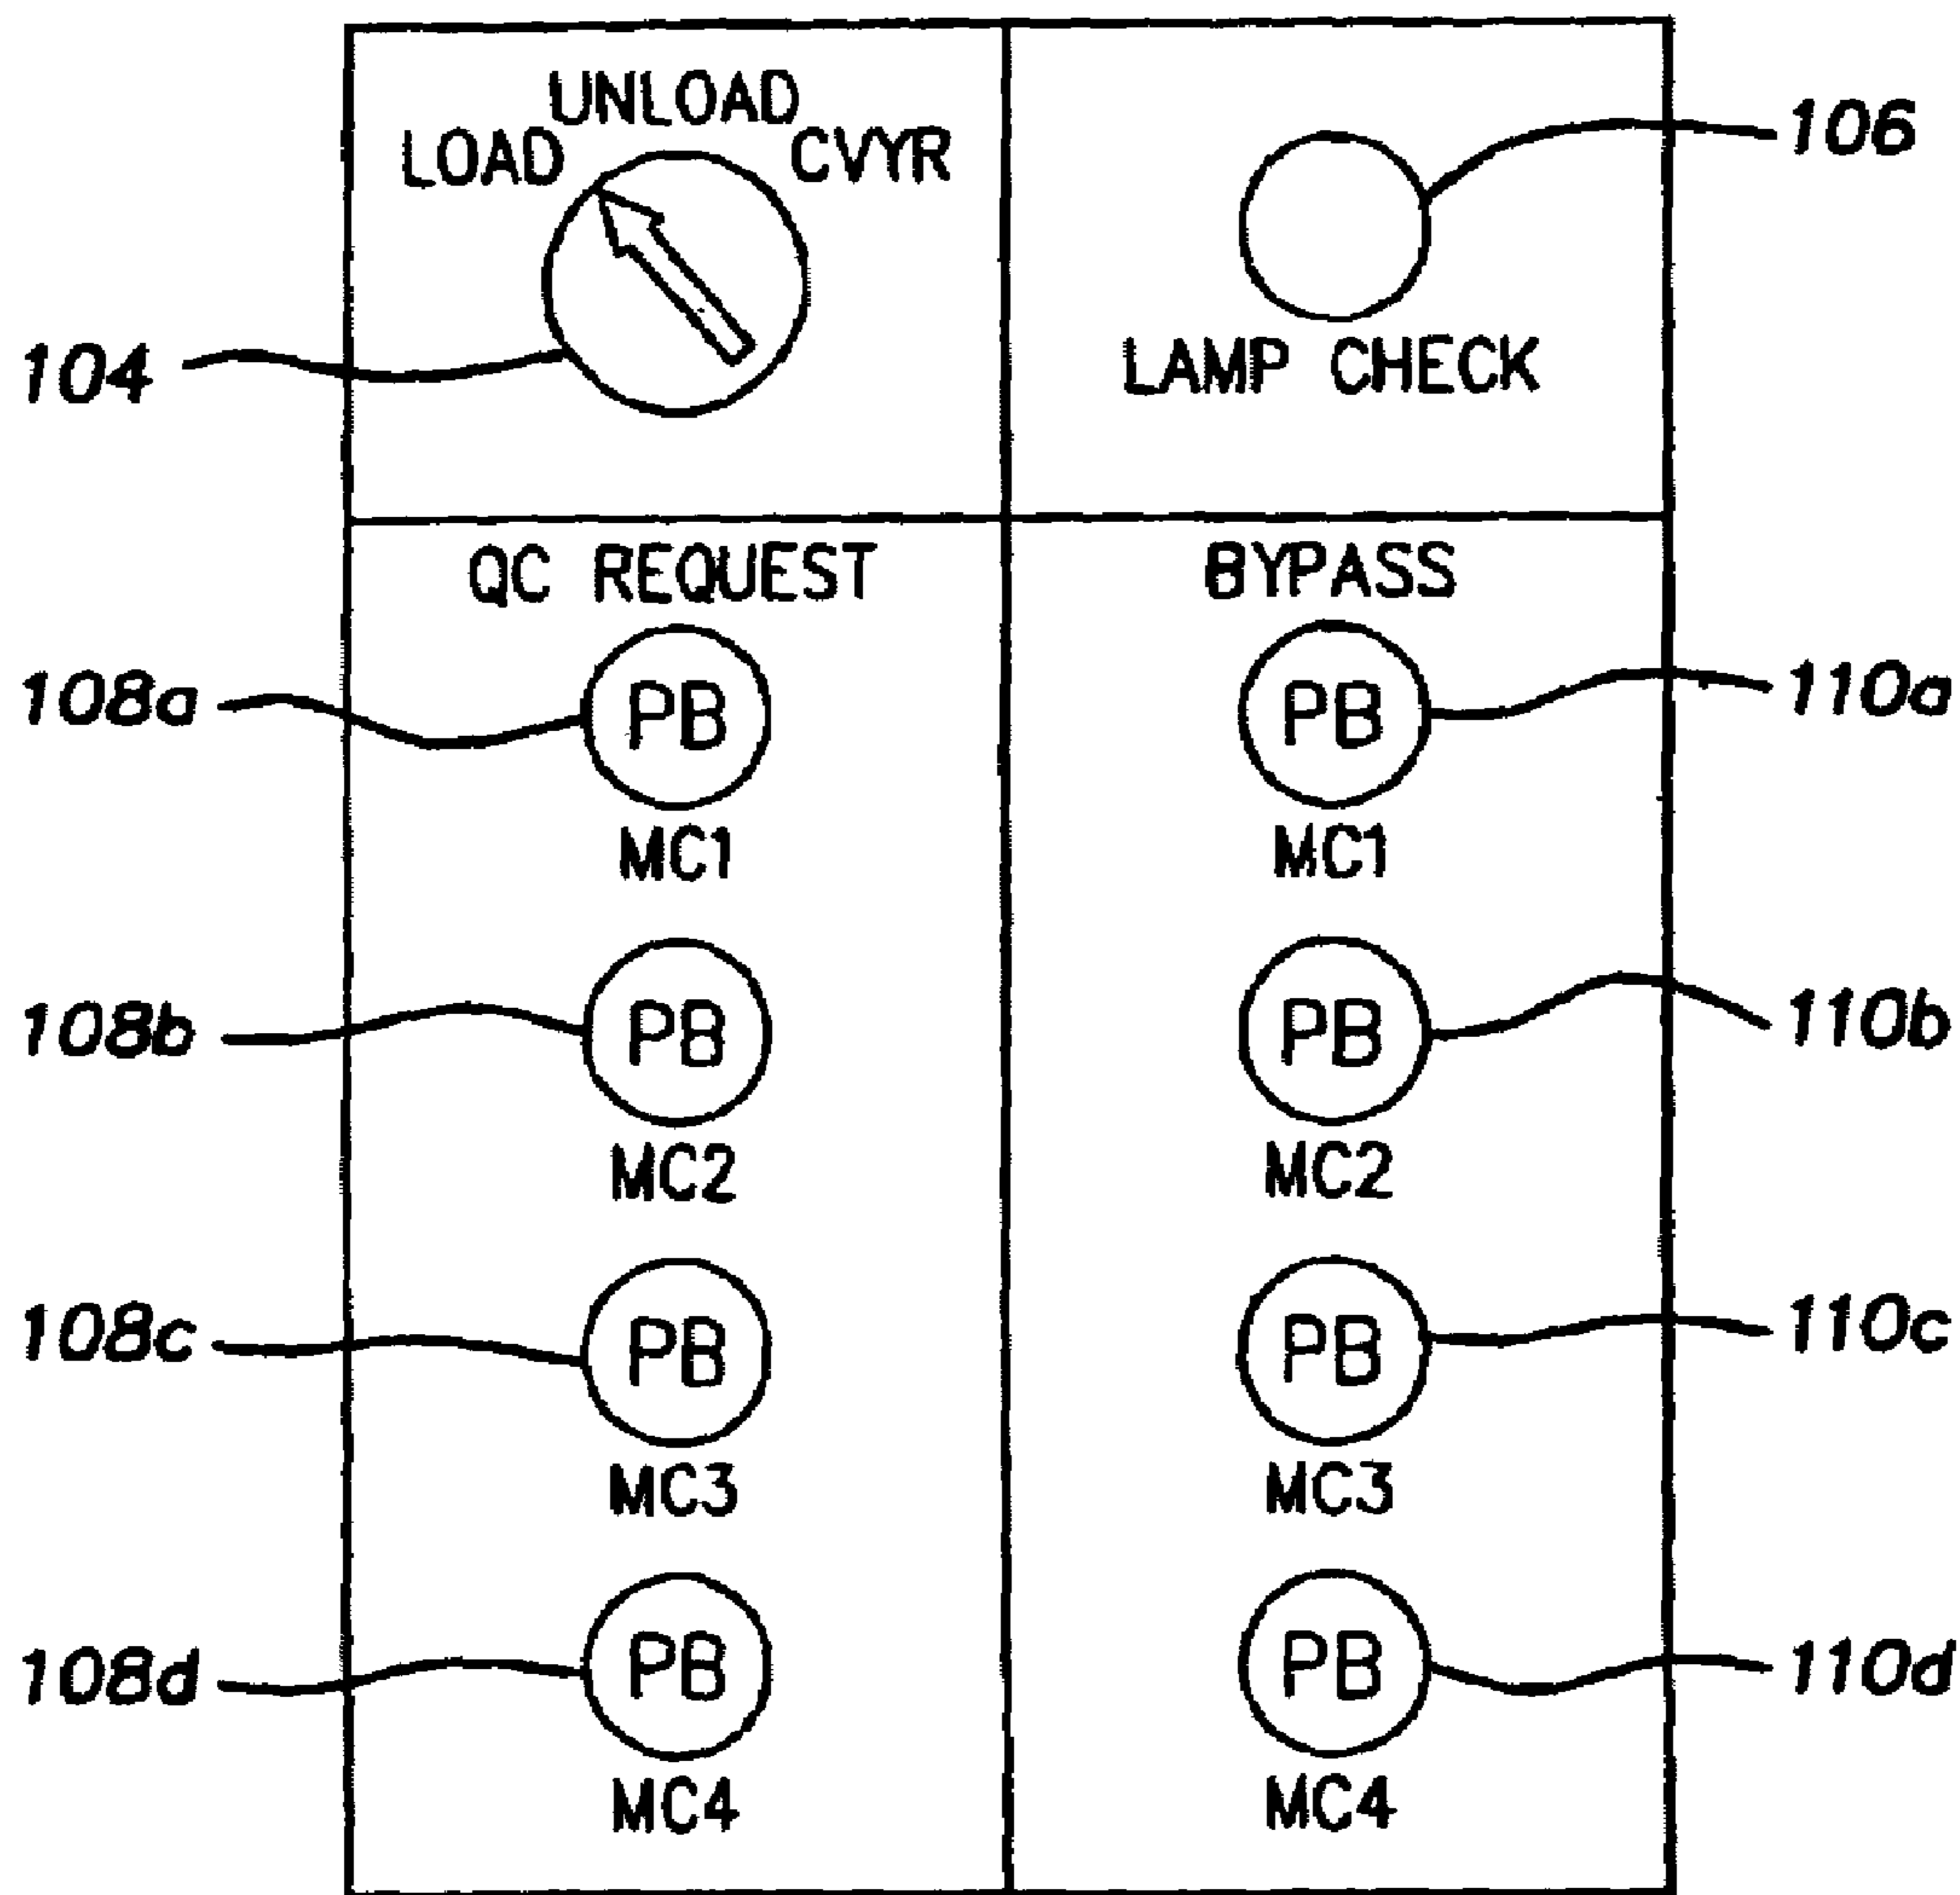 UNLOAD
LOAD CVYR
106
104
LAMP CHECK
QC REQUEST
BYPASS
108a
PB
PB
110a
MC1
MC1
108b
PB
PB
110b
MC2
MC2
108c
PB
PB
110c
MC3
MC3
108d
PB
PB
110d
MC4
MC4